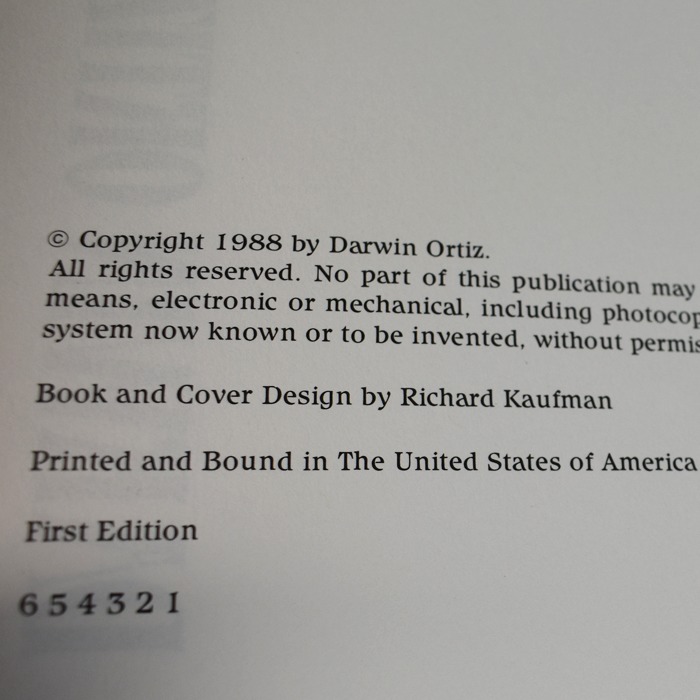 © Copyright 1988 by Darwin Ortiz.
All rights reserved. No part of this publication may
means, electronic or mechanical, including photocop
system now known or to be invented, without permis
Book and Cover Design by Richard Kaufman
Printed and Bound in The United States of America
First Edition
6 5 4 3 2 1